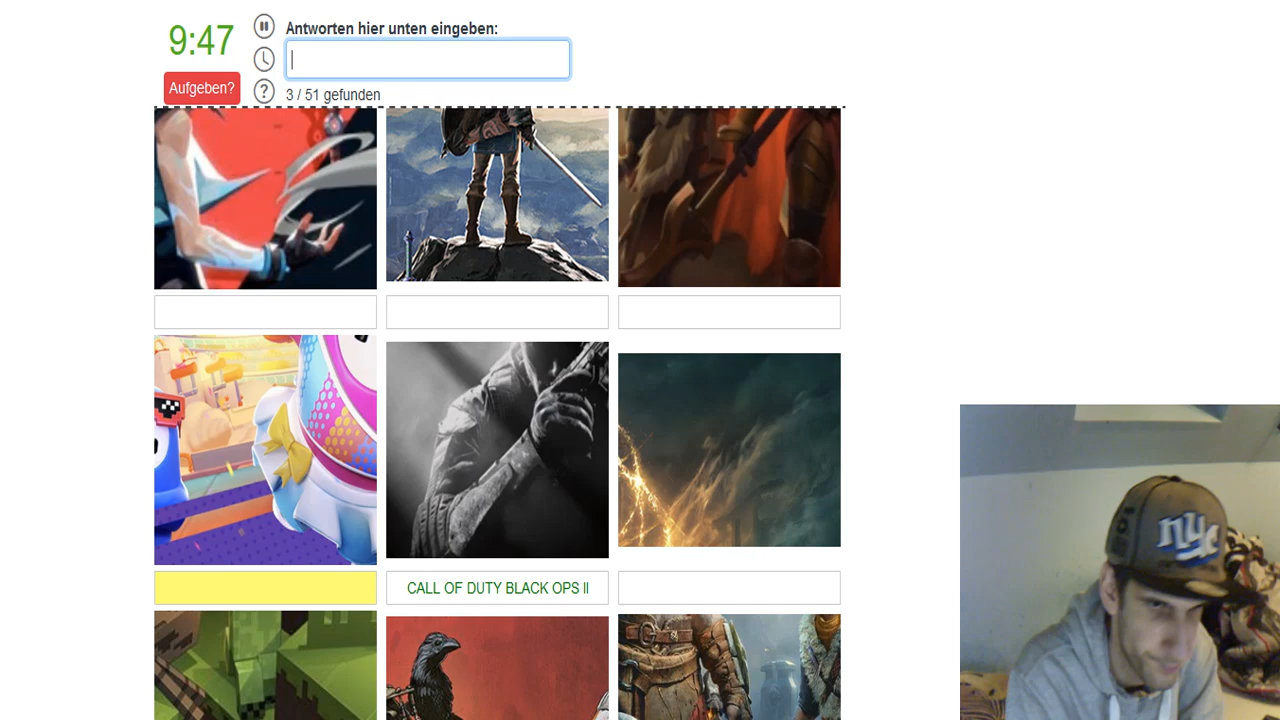 9:47
Antworten hier unten eingeben:
Aufgeben?
?
3 / 51 gefunden
CALL OF DUTY BLACK OPS II
nyc